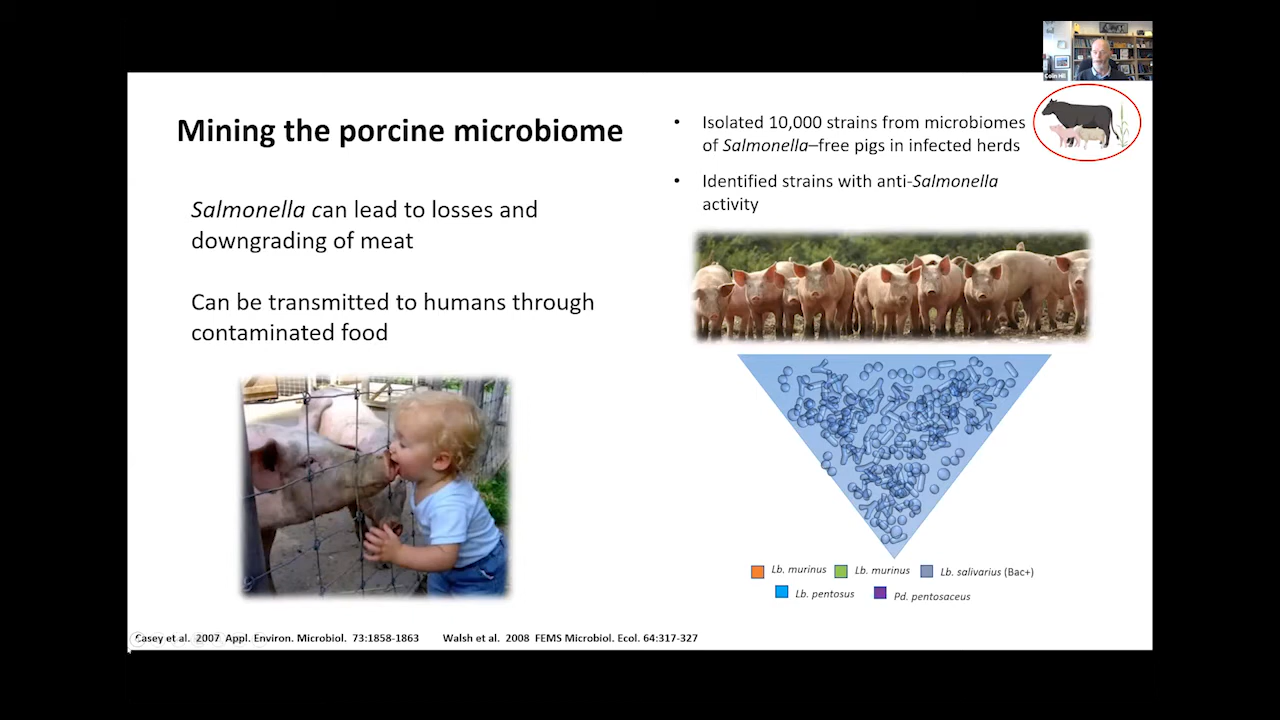 Colin Hill
Mining the porcine microbiome
Salmonella can lead to losses and
downgrading of meat
Can be transmitted to humans through
contaminated food
• Isolated 10,000 strains from microbiomes
of Salmonella–free pigs in infected herds
• Identified strains with anti-Salmonella
activity
Lb. murinus Lb. murinus Lb. salivarius (Bac+)
Lb. pentosus Pd. pentosaceus
Casey et al. 2007 Appl. Environ. Microbiol. 73:1858-1863 Walsh et al. 2008 FEMS Microbiol. Ecol. 64:317-327